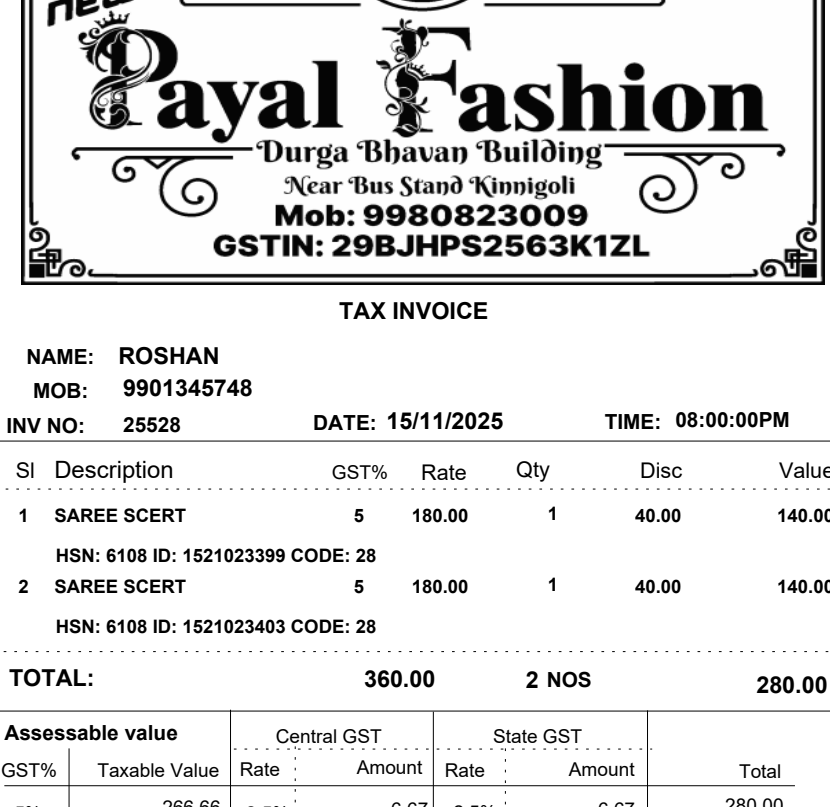 new
Payal Fashion
Durga Bhavan Building
Near Bus Stand Kinnigoli
Mob: 9980823009
GSTIN: 29BJHPS2563K1ZL
TAX INVOICE
NAME: ROSHAN
MOB: 9901345748
INV NO: 25528 DATE: 15/11/2025 TIME: 08:00:00PM
Sl Description GST% Rate Qty Disc Value
1 SAREE SCERT 5 180.00 1 40.00 140.00
HSN: 6108 ID: 1521023399 CODE: 28
2 SAREE SCERT 5 180.00 1 40.00 140.00
HSN: 6108 ID: 1521023403 CODE: 28
TOTAL: 360.00 2 NOS 280.00
Assessable value Central GST State GST
GST% Taxable Value Rate Amount Rate Amount Total
266.66 6.67 6.67 280.00